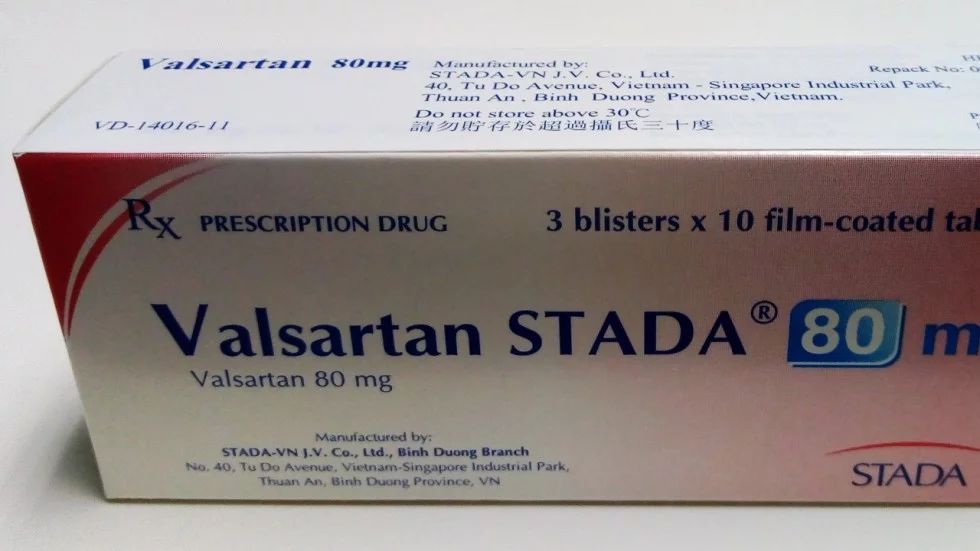 Valsartan 80mg
Manufactured by:
STADA-VN J.V. Co., Ltd.
40, Tu Do Avenue, Vietnam - Singapore Industrial Park,
Thuan An , Binh Duong Province,Vietnam.
Do not store above 30℃
請勿貯存於超過攝氏三十度
VD-14016-11
Repack No:
Rx PRESCRIPTION DRUG
3 blisters x 10 film-coated
Valsartan STADA® 80
Valsartan 80 mg
Manufactured by:
STADA-VN J.V. Co., Ltd., Binh Duong Branch
No. 40, Tu Do Avenue, Vietnam-Singapore Industrial Park,
Thuan An, Binh Duong Province, VN
STADA